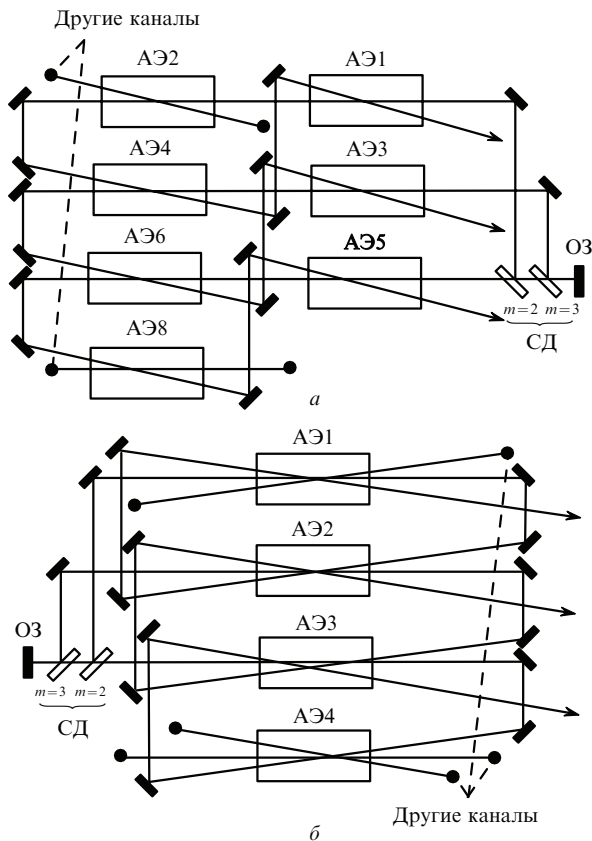 Другие каналы
АЭ2
АЭ1
АЭ4
АЭ3
АЭ6
АЭ5
ОЗ
АЭ8
m=2 m=3
СД
а
АЭ1
АЭ2
АЭ3
ОЗ
m=3 m=2
СД
АЭ4
Другие каналы
б